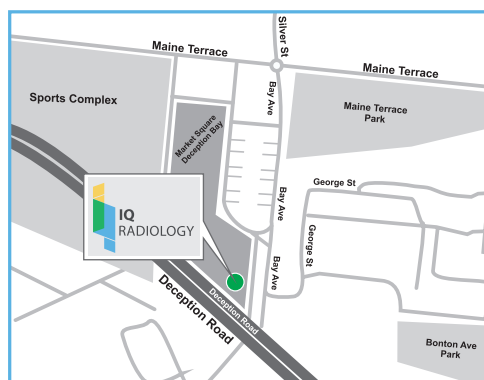 Silver St
Maine Terrace
Maine Terrace
Sports Complex
Bay Ave
Maine Terrace
Park
Market Square
Deception Bay
George St
Bay Ave
IQ
RADIOLOGY
George St
Bay Ave
Deception Road
Deception Road
Bonton Ave
Park